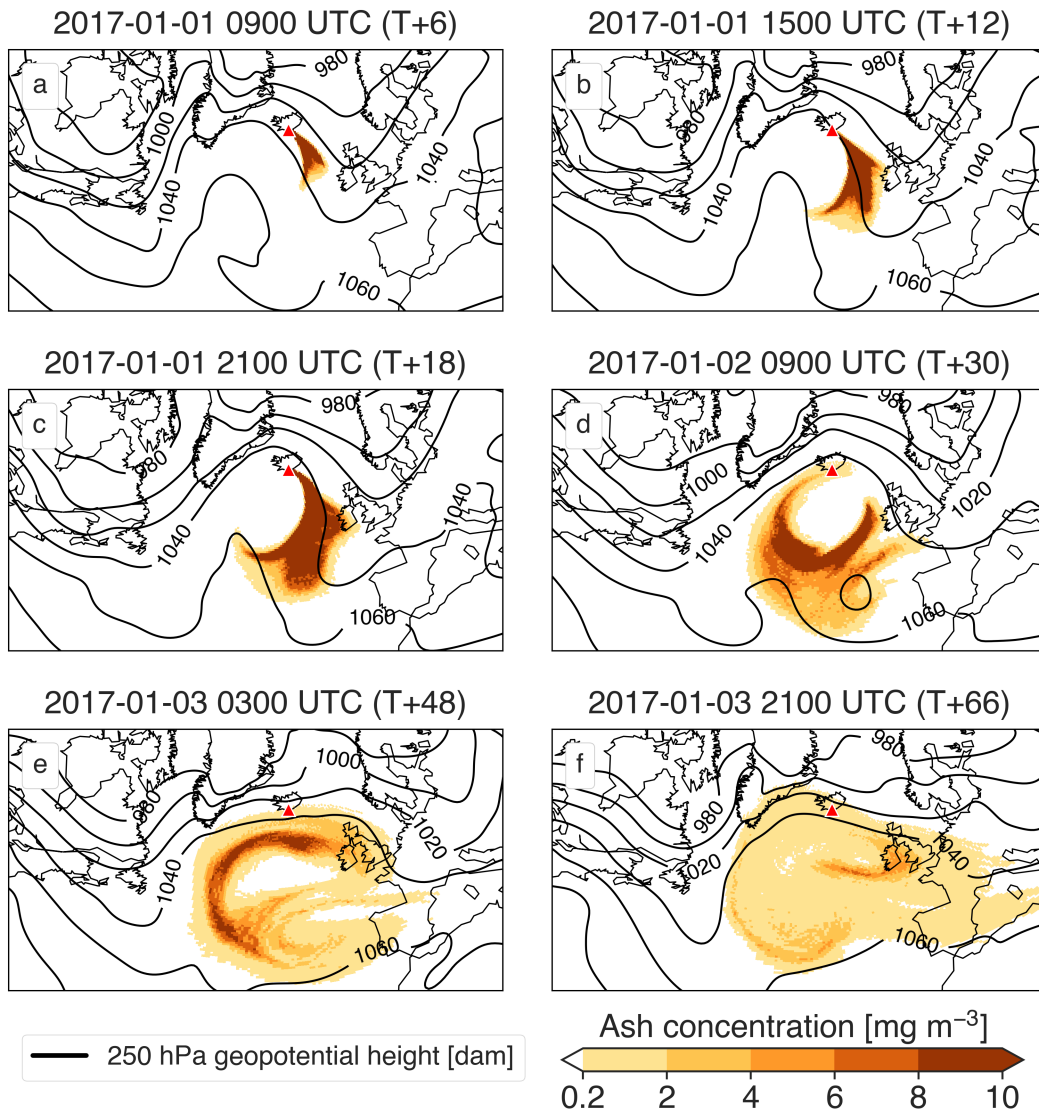 2017-01-01 0900 UTC (T+6)
2017-01-01 1500 UTC (T+12)
a
980
1000
1040
1040
1060
b
980
980
1040
1040
1060
2017-01-01 2100 UTC (T+18)
2017-01-02 0900 UTC (T+30)
c
980
980
1040
1040
1060
d
980
1000
1020
1040
1060
2017-01-03 0300 UTC (T+48)
2017-01-03 2100 UTC (T+66)
e
1000
980
1020
1040
1060
f
980
980
1020
1040
1060
250 hPa geopotential height [dam]
Ash concentration [mg m⁻³]
0.2 2 4 6 8 10